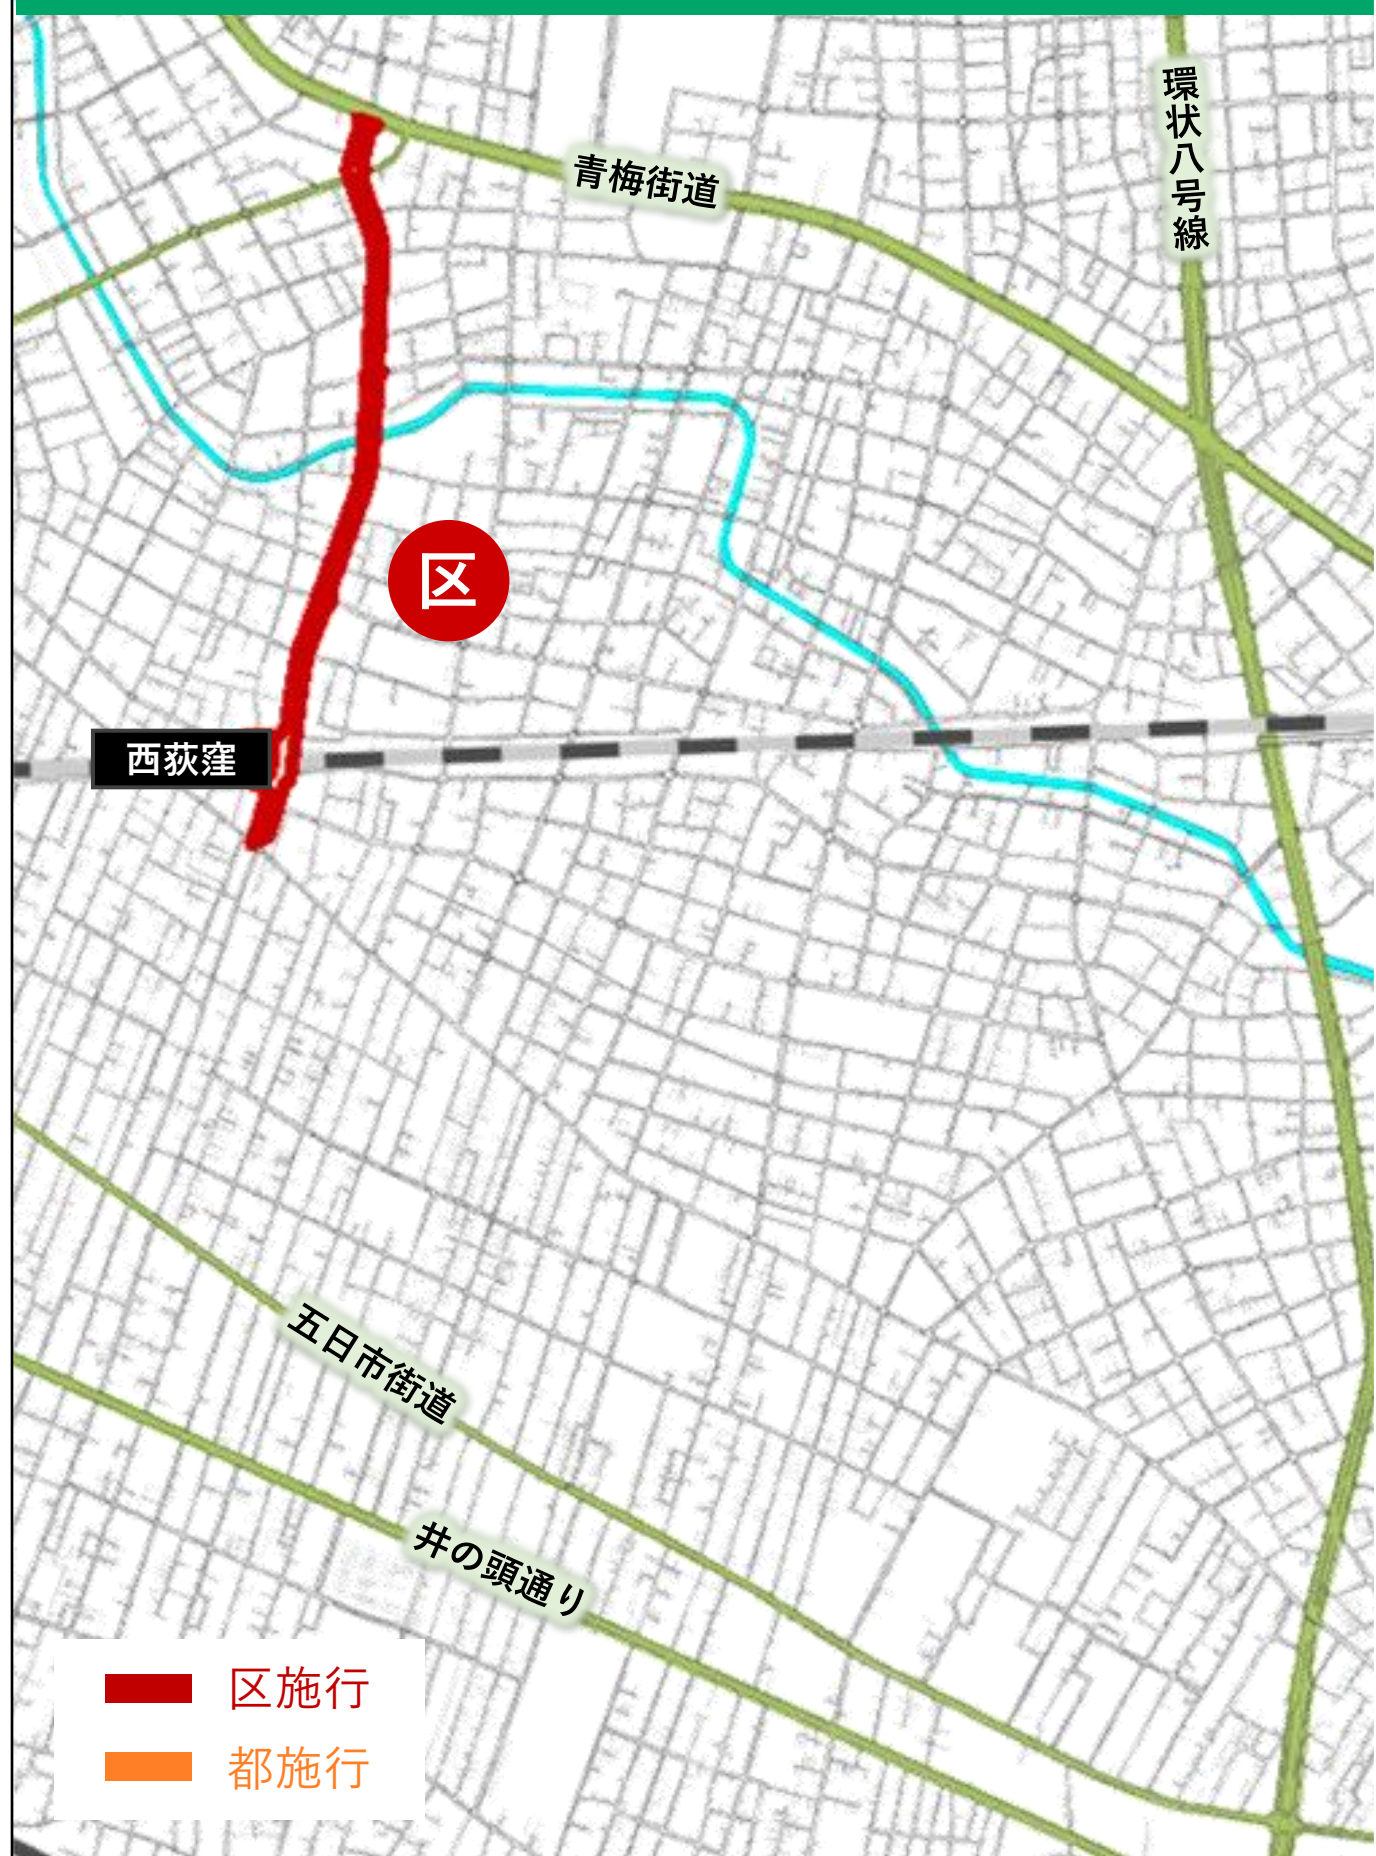 環状八号線
青梅街道
区
西荻窪
五日市街道
井の頭通り
区施行
都施行